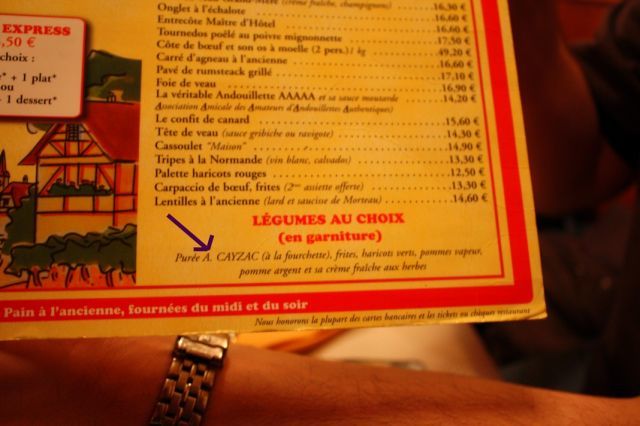 EXPRESS
,50 €
choix :
* + 1 plat*
ou
+ 1 dessert*
(crème fraîche, champignons)
Onglet à l'échalote 16,30 €
Entrecôte Maître d'Hôtel 16,60 €
Tournedos poêlé au poivre mignonnette 16,60 €
Côte de bœuf et son os à moelle (2 pers.) 1 kg 17,50 €
Carré d'agneau à l'ancienne 49,20 €
Pavé de rumsteack grillé 16,60 €
Foie de veau 17,10 €
La véritable Andouillette AAAAA et sa sauce moutarde 16,90 €
Association Amicale des Amateurs d'Andouillettes Authentiques) 14,20 €
Le confit de canard 15,60 €
Tête de veau (sauce gribiche ou ravigote) 14,30 €
Cassoulet "Maison" 14,90 €
Tripes à la Normande (vin blanc, calvados) 13,30 €
Palette haricots rouges 12,50 €
Carpaccio de bœuf, frites (2ème assiette offerte) 13,30 €
Lentilles à l'ancienne (lard et saucisse de Morteau) 14,60 €
LÉGUMES AU CHOIX
(en garniture)
Purée A. CAYZAC (à la fourchette), frites, haricots verts, pommes vapeur,
pomme argent et sa crème fraîche aux herbes
Pain à l'ancienne, fournées du midi et du soir
Nous honorons la plupart des cartes bancaires et les tickets ou chèques restaurant